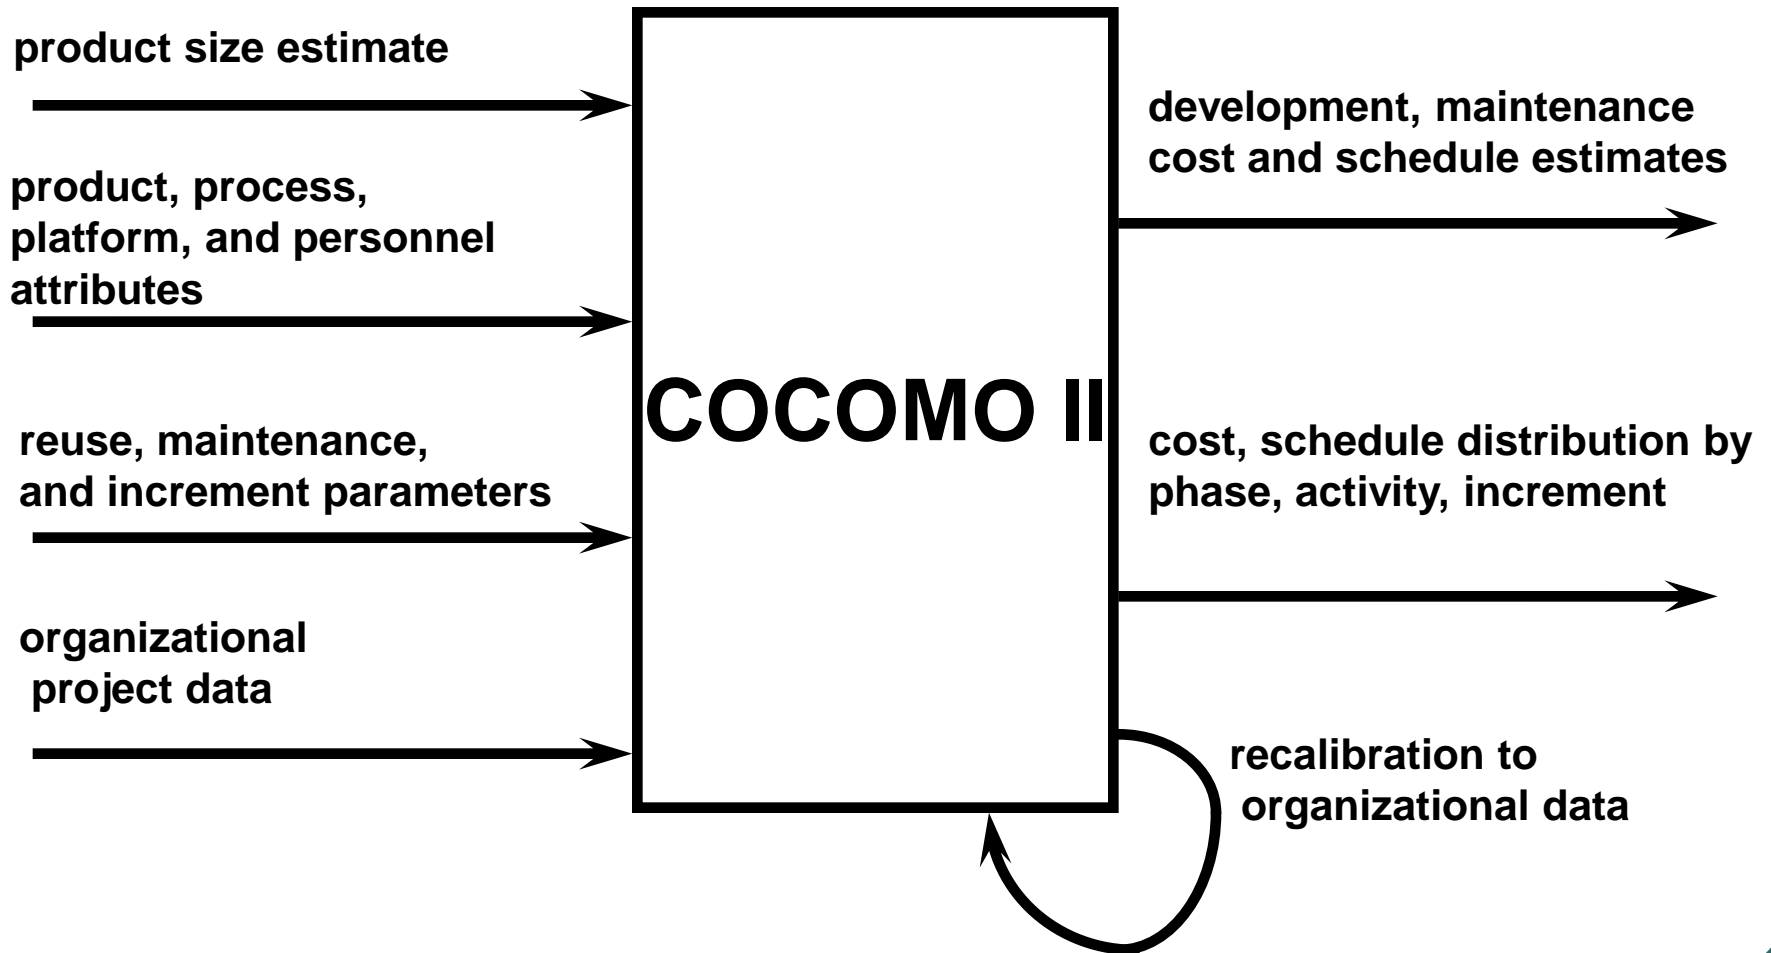 product size estimate
product, process,
platform, and personnel
attributes
reuse, maintenance,
and increment parameters
organizational
project data
COCOMO II
development, maintenance
cost and schedule estimates
cost, schedule distribution by
phase, activity, increment
recalibration to
organizational data